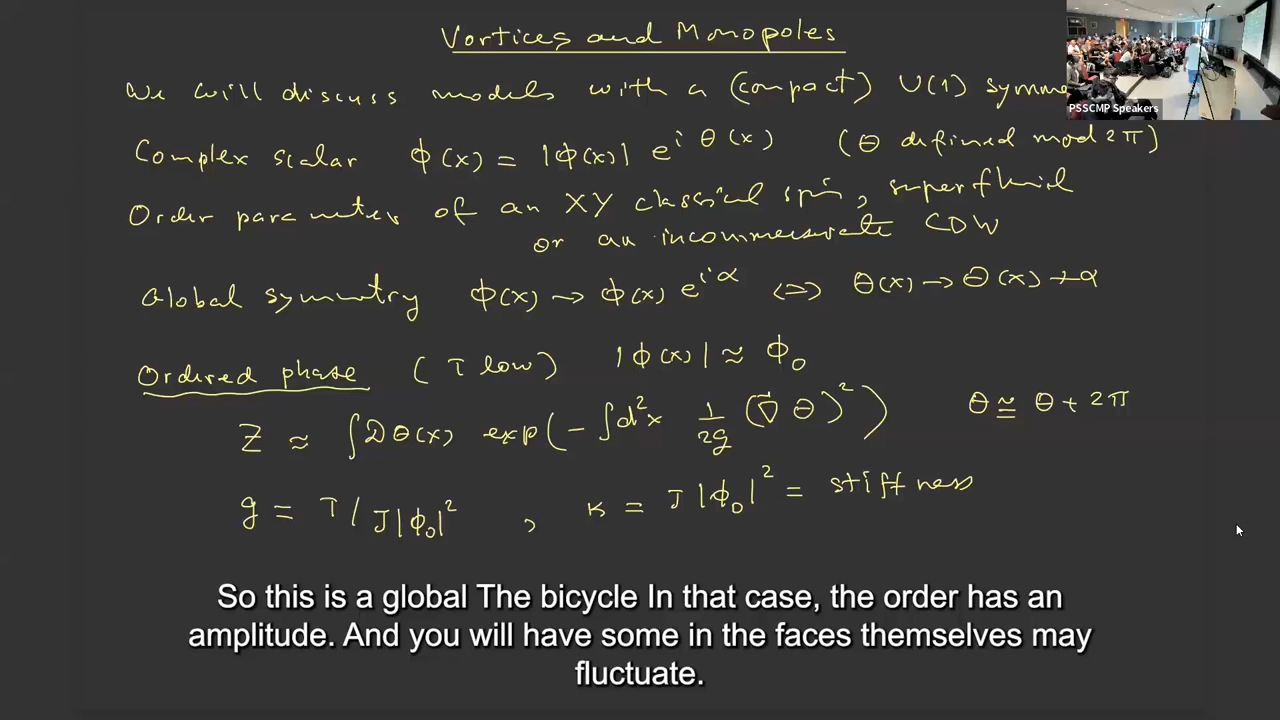 Vortices and Monopoles
We will discuss models with a (compact) U(1) symme
PSSCMP Speakers
Complex scalar ϕ(x) = |ϕ(x)| e^{iθ(x)} (θ defined mod 2π)
Order parameter of an XY classical spin, superfluid
or an incommensurate CDW
Global symmetry ϕ(x) → ϕ(x) e^{iα} ⇔ θ(x) → θ(x) + α
Ordered phase (T low) |ϕ(x)| ≈ ϕ₀
Z ≈ ∫Dθ(x) exp(-∫d²x 1/2g (∇⃗θ)²) θ ≅ θ + 2π
g = T/J|ϕ₀|² , κ = J|ϕ₀|² = stiffness
So this is a global The bicycle In that case, the order has an
amplitude. And you will have some in the faces themselves may
fluctuate.